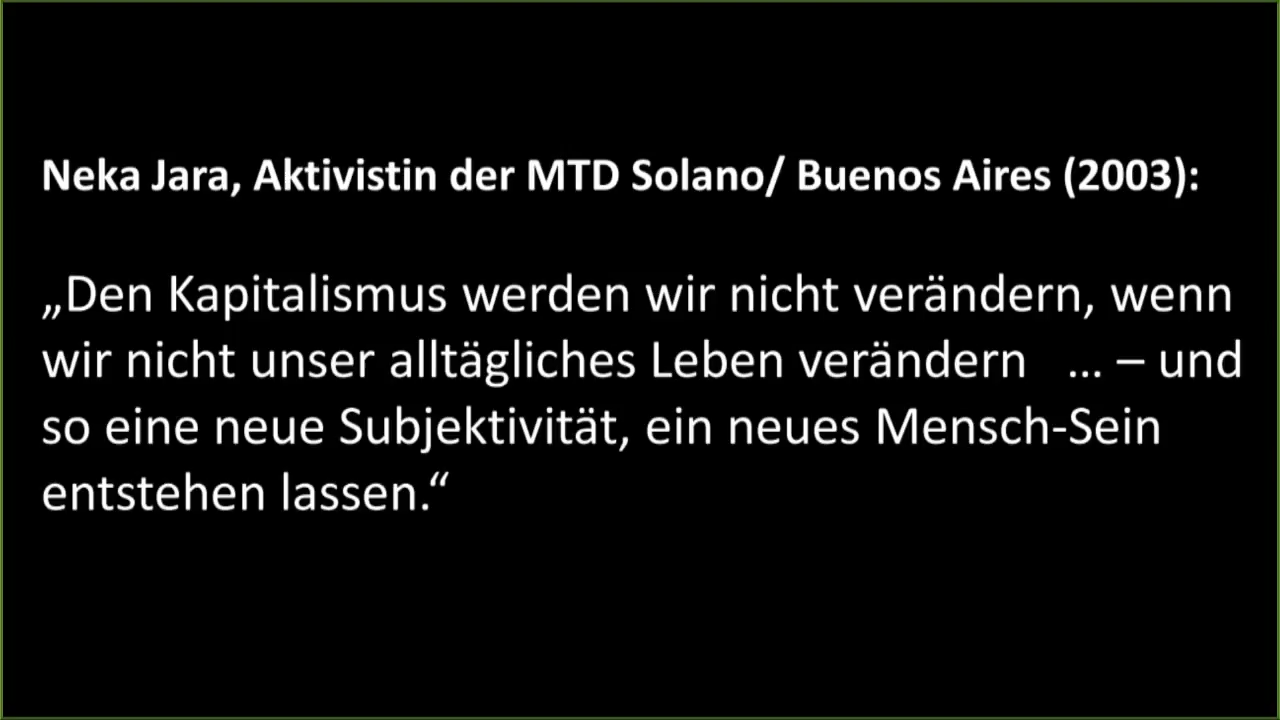 Neka Jara, Aktivistin der MTD Solano/ Buenos Aires (2003):
„Den Kapitalismus werden wir nicht verändern, wenn
wir nicht unser alltägliches Leben verändern ... – und
so eine neue Subjektivität, ein neues Mensch-Sein
entstehen lassen.“